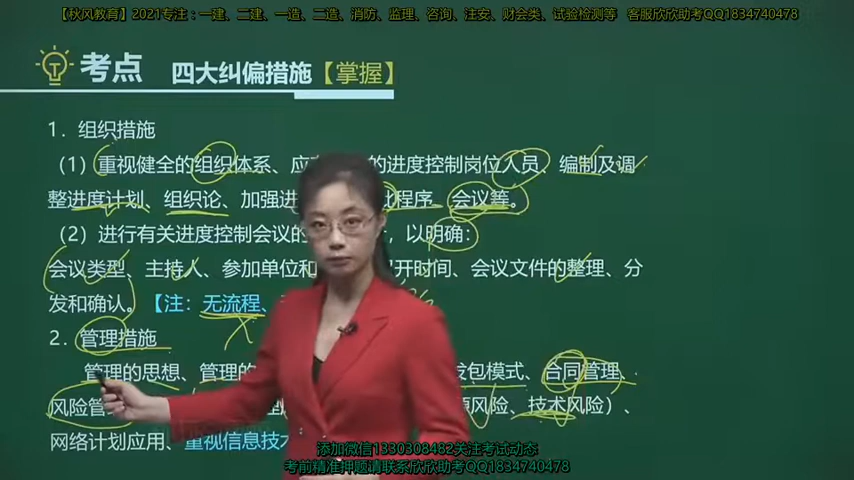 【秋风教育】2021专注：一建、二建、一造、二造、消防、监理、咨询、注安、财会类、试验检测等 客服欣欣助考QQ1834740478
考点 四大纠偏措施【掌握】
1．组织措施
（1）重视健全的组织体系、 的进度控制岗位人员、编制及调
整进度计划、组织论、加强进 程序、会议等。
（2）进行有关进度控制会议的 ，以明确：
会议类型、主持人、参加单位和 开时间、会议文件的整理、分
发和确认。【注：无流程、
2．管理措施
管理的思想、管理的 发包模式、合同管理、
风险管 风险、技术风险）、
网络计划应用、重视信息技
添加微信1330308482关注考试动态
考前精准押题请联系欣欣助考QQ1834740478